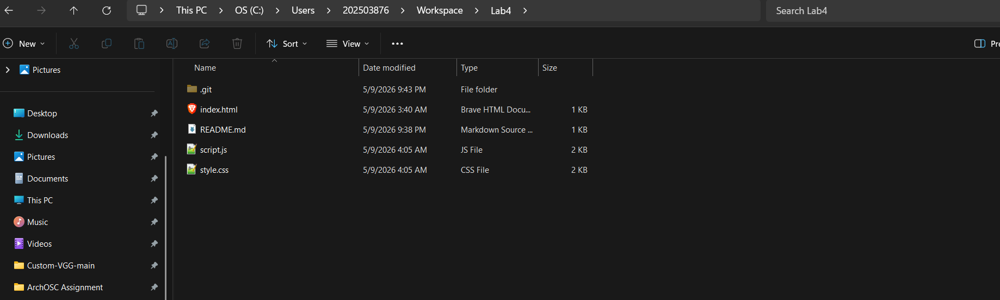 This PC > OS (C:) > Users > 202503876 > Workspace > Lab4 >
Search Lab4
New
Sort
View
Pre
Pictures
Desktop
Downloads
Pictures
Documents
This PC
Music
Videos
Custom-VGG-main
ArchOSC Assignment
Name Date modified Type Size
.git 5/9/2026 9:43 PM File folder
index.html 5/9/2026 3:40 AM Brave HTML Docu... 1 KB
README.md 5/9/2026 9:38 PM Markdown Source ... 1 KB
script.js 5/9/2026 4:05 AM JS File 2 KB
style.css 5/9/2026 4:05 AM CSS File 2 KB